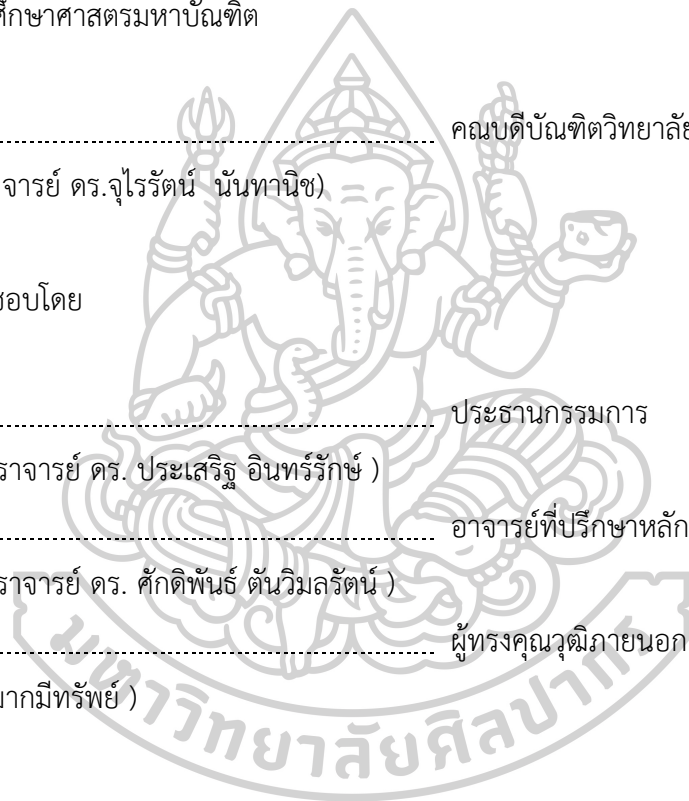 ศึกษาศาสตรมหาบัณฑิต
คณบดีบัณฑิตวิทยาลัย
จารย์ ดร.จุไรรัตน์ นันทานิช)
สอบโดย
ประธานกรรมการ
ราจารย์ ดร. ประเสริฐ อินทร์รักษ์ )
อาจารย์ที่ปรึกษาหลัก
ราจารย์ ดร. ศักดิพันธ์ ตันวิมลรัตน์ )
ผู้ทรงคุณวุฒิภายนอก
มากมีทรัพย์ )
มหาวิทยาลัยศิลปากร